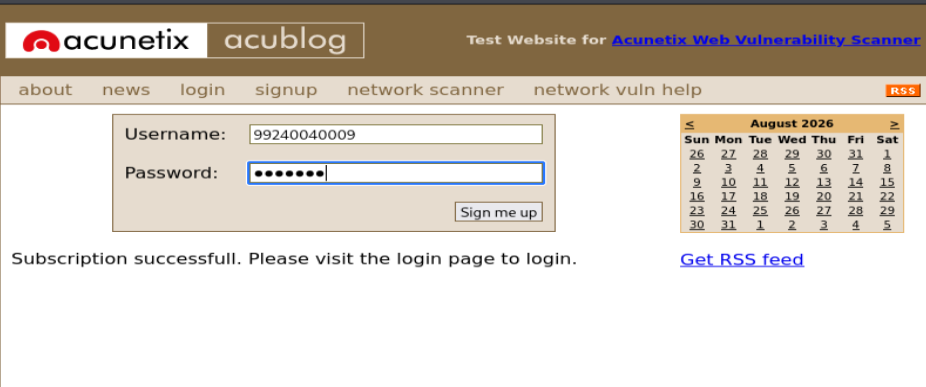 acunetix acublog
Test Website for Acunetix Web Vulnerability Scanner
about news login signup network scanner network vuln help RSS
Username: 99240040009
Password: •••••••
Sign me up
Subscription successfull. Please visit the login page to login.
< August 2026 >
Sun Mon Tue Wed Thu Fri Sat
26 27 28 29 30 31 1
2 3 4 5 6 7 8
9 10 11 12 13 14 15
16 17 18 19 20 21 22
23 24 25 26 27 28 29
30 31 1 2 3 4 5
Get RSS feed